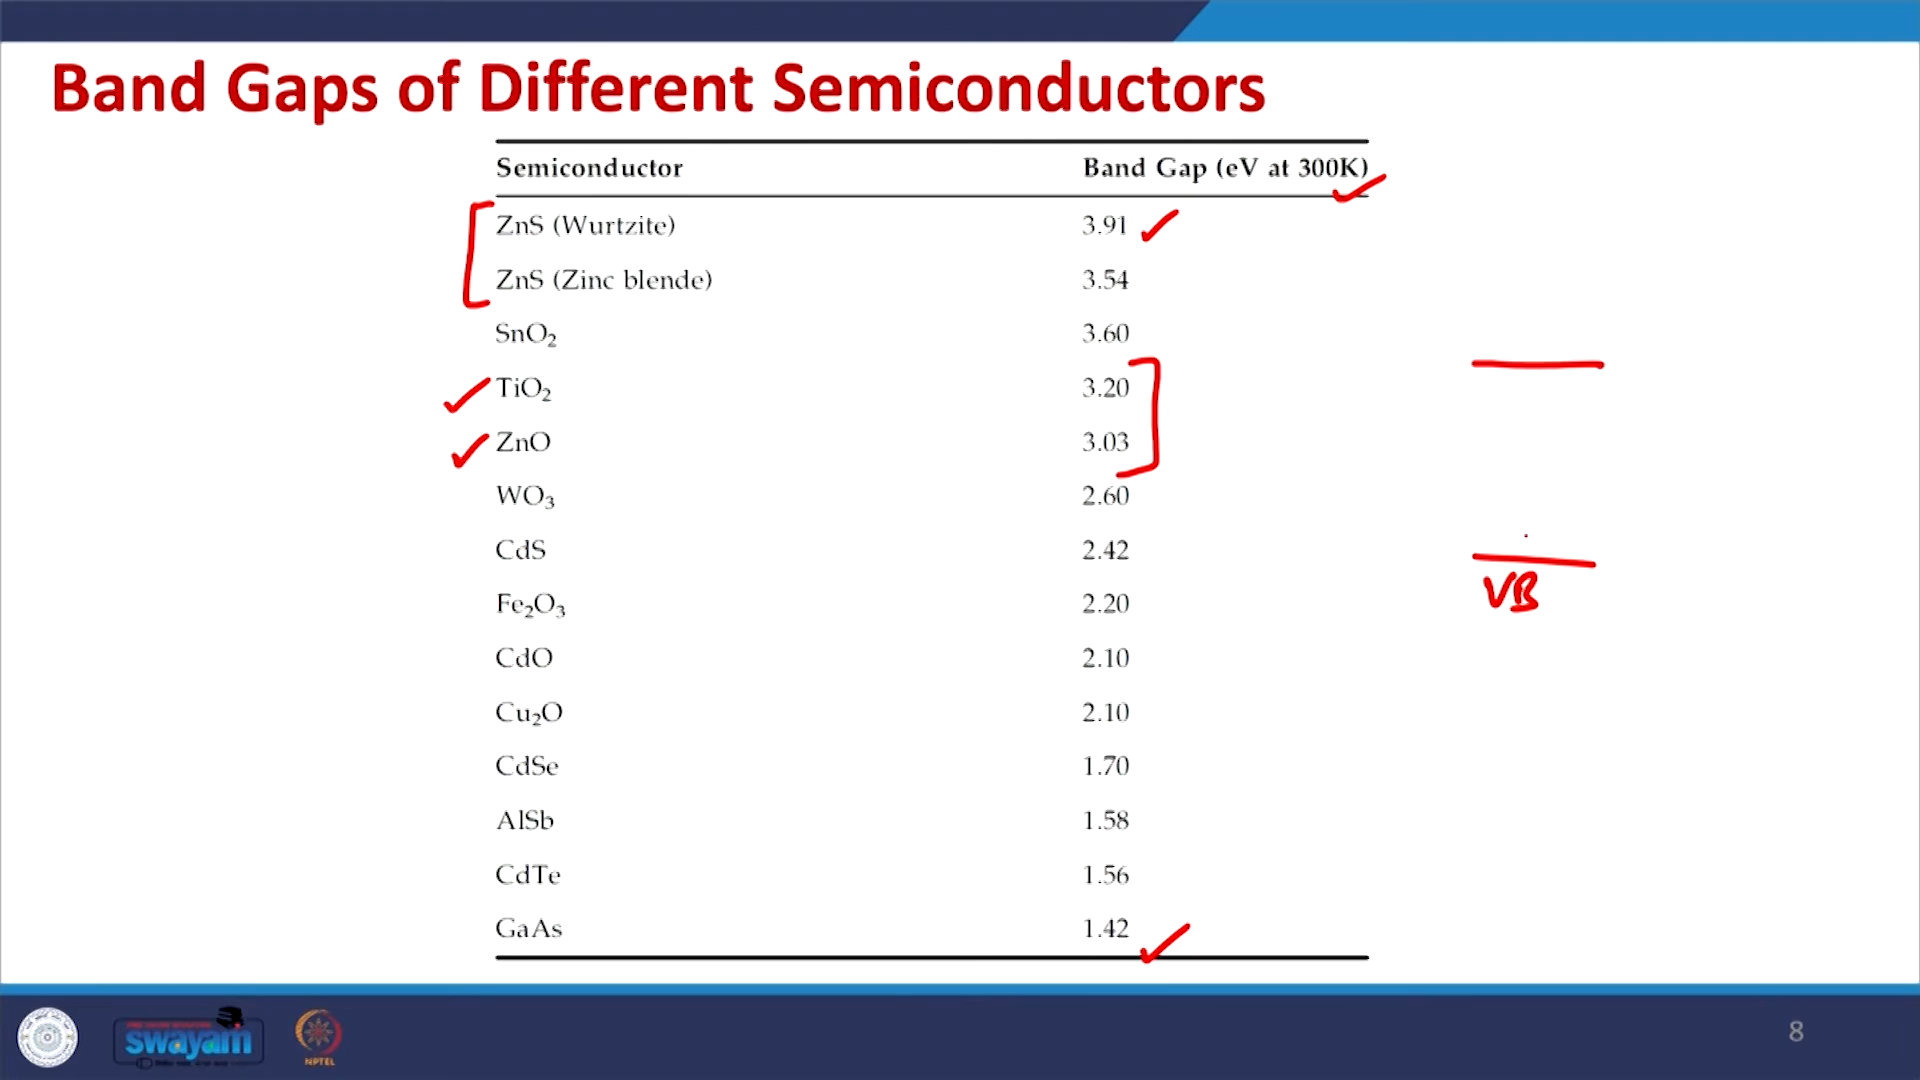 Band Gaps of Different Semiconductors
Semiconductor Band Gap (eV at 300K)
ZnS (Wurtzite) 3.91
ZnS (Zinc blende) 3.54
SnO₂ 3.60
TiO₂ 3.20
ZnO 3.03
WO₃ 2.60
CdS 2.42
Fe₂O₃ 2.20
CdO 2.10
Cu₂O 2.10
CdSe 1.70
AlSb 1.58
CdTe 1.56
GaAs 1.42
VB
swayam
NPTEL
8